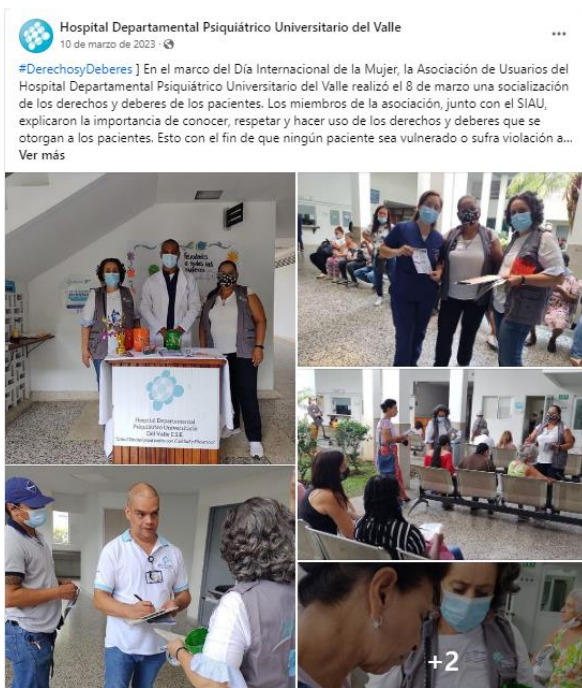 Hospital Departamental Psiquiátrico Universitario del Valle
10 de marzo de 2023 ·
#DerechosyDeberes ] En el marco del Día Internacional de la Mujer, la Asociación de Usuarios del
Hospital Departamental Psiquiátrico Universitario del Valle realizó el 8 de marzo una socialización
de los derechos y deberes de los pacientes. Los miembros de la asociación, junto con el SIAU,
explicaron la importancia de conocer, respetar y hacer uso de los derechos y deberes que se
otorgan a los pacientes. Esto con el fin de que ningún paciente sea vulnerado o sufra violación a...
Ver más
Hospital Departamental
Psiquiátrico Universitario
Del Valle E.S.E.
+2